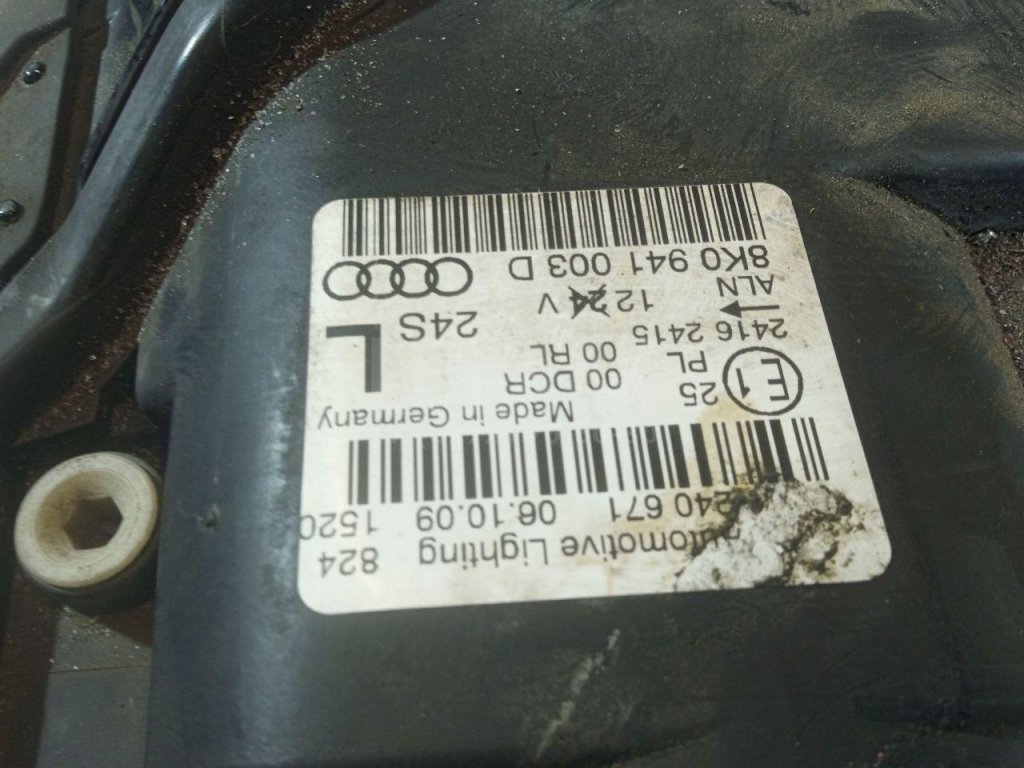 Automotive Lighting 824
240 671 06.10.09 1520
Made in Germany
E1 25 00 DCR L
PL 00 RL
2416 2415 24S
12 24 V
ALN
8K0 941 003 D